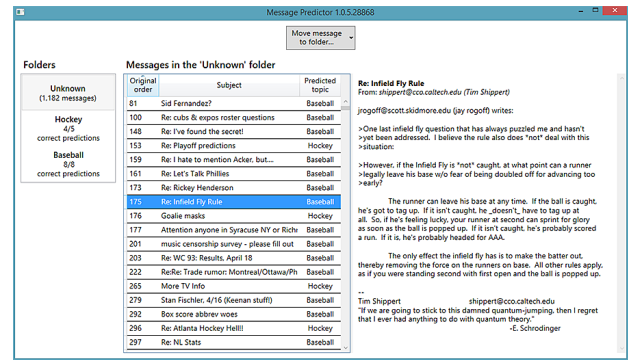 Message Predictor 1.0.5.28868
Move message
to folder...
Folders
Unknown
(1.182 messages)
Hockey
4/5
correct predictions
Baseball
8/8
correct predictions
Messages in the 'Unknown' folder
Original order Subject Predicted topic
81 Sid Fernandez? Baseball
100 Re: cubs & expos roster questions Baseball
148 Re: I've found the secret! Baseball
153 Re: Playoff predictions Hockey
159 Re: I hate to mention Acker, but.... Baseball
161 Re: Let's Talk Phillies Baseball
173 Re: Rickey Henderson Baseball
175 Re: Infield Fly Rule Baseball
176 Goalie masks Hockey
177 Attention anyone in Syracuse NY or Richr Baseball
201 music censorship survey - please fill out Baseball
203 Re: WC 93: Results, April 18 Baseball
222 Re:Re: Trade rumor: Montreal/Ottawa/Ph Baseball
265 More TV Info Hockey
279 Stan Fischler, 4/16 (Keenan stuff!) Baseball
292 Box score abbrev woes Baseball
296 Re: Atlanta Hockey Hell!! Hockey
297 Re: NL Stats Baseball
Re: Infield Fly Rule
From: shippert@cco.caltech.edu (Tim Shippert)
jrogoff@scott.skidmore.edu (jay rogoff) writes:
>One last infield fly question that has always puzzled me and hasn't
>yet been addressed. I believe the rule also does *not* deal with this
>situation:
>However, if the Infield Fly is *not* caught, at what point can a runner
>legally leave his base w/o fear of being doubled off for advancing too
>early?
The runner can leave his base at any time. If the ball is caught,
he's got to tag up. If it isn't caught, he _doesn't_ have to tag up at
all. So, if he's feeling lucky, your runner at second can sprint for glory
as soon as the ball is popped up. If it isn't caught, he's probably scored
a run. If it is, he's probably headed for AAA.
The only effect the infield fly has is to make the batter out,
thereby removing the force on the runners on base. All other rules apply,
as if you were standing second with first open and the ball is popped up.
--
Tim Shippert shippert@cco.caltech.edu
"If we are going to stick to this damned quantum-jumping, then I regret
that I ever had anything to do with quantum theory."
-E. Schrodinger